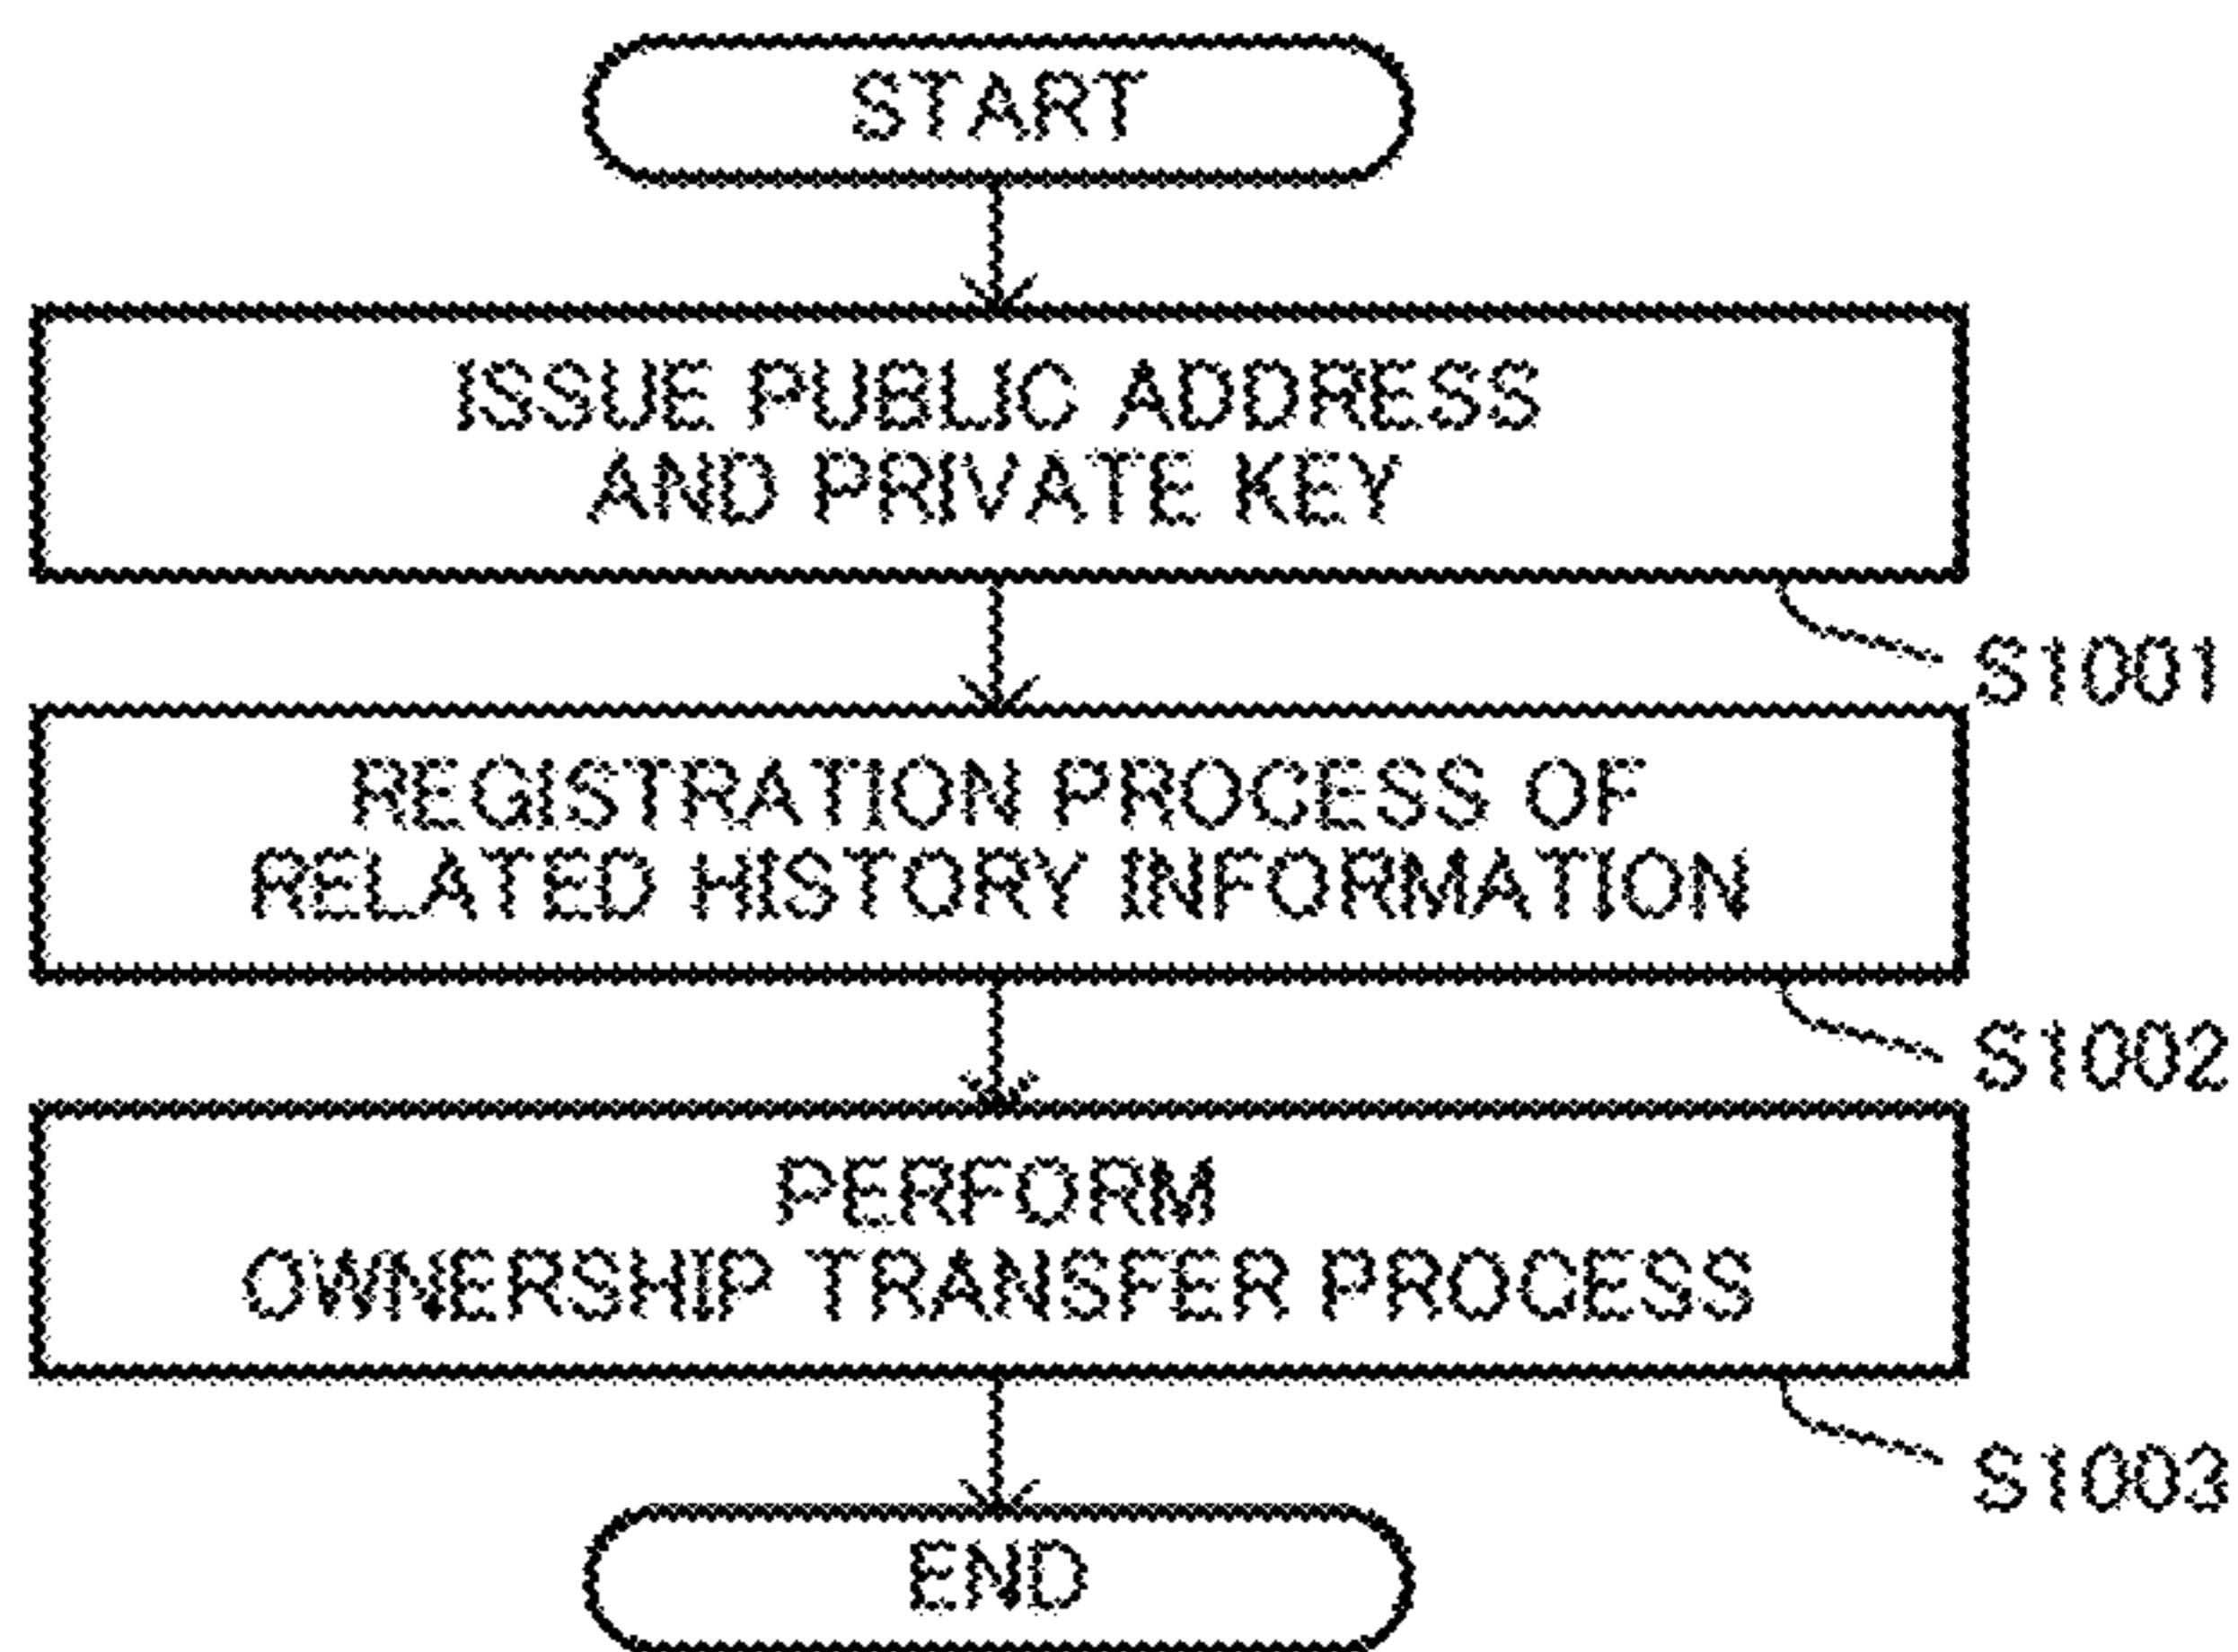 START
ISSUE PUBLIC ADDRESS
AND PRIVATE KEY
S1001
REGISTRATION PROCESS OF
RELATED HISTORY INFORMATION
S1002
PERFORM
OWNERSHIP TRANSFER PROCESS
S1003
END